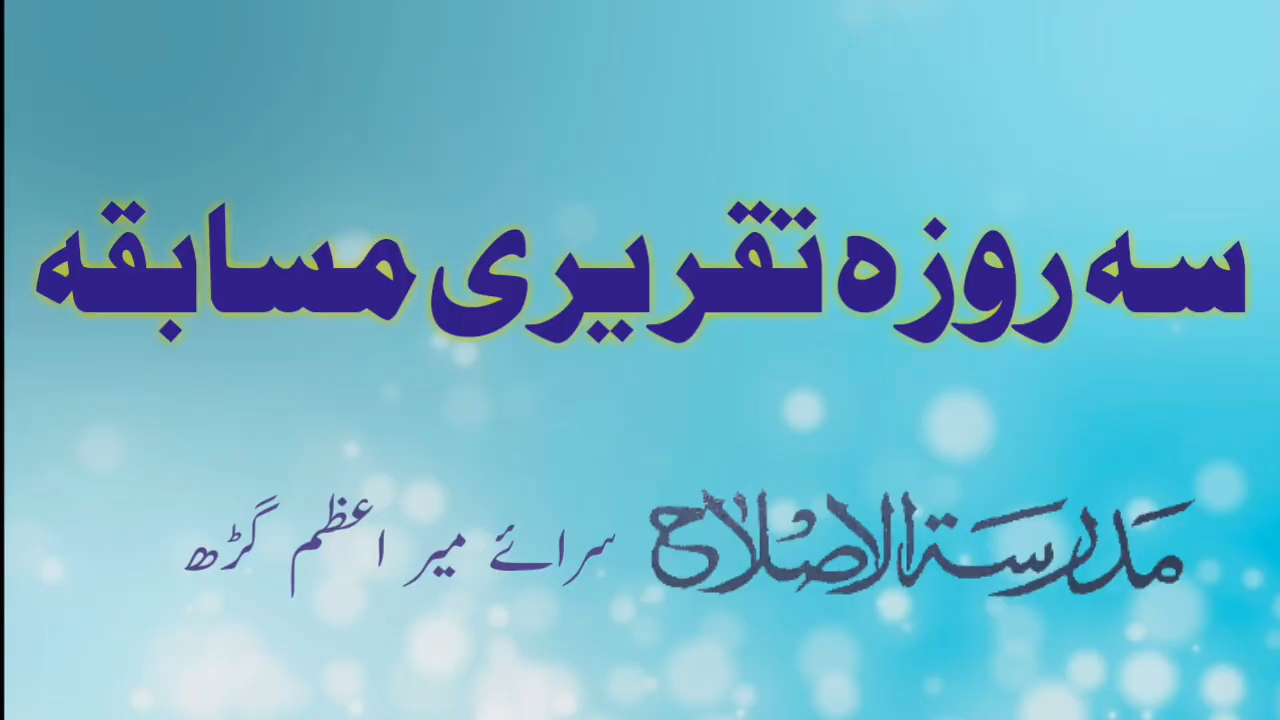 سہ روزہ تقریری مسابقہ
مدرسۃ الاصلاح سرائے میر اعظم گڑھ